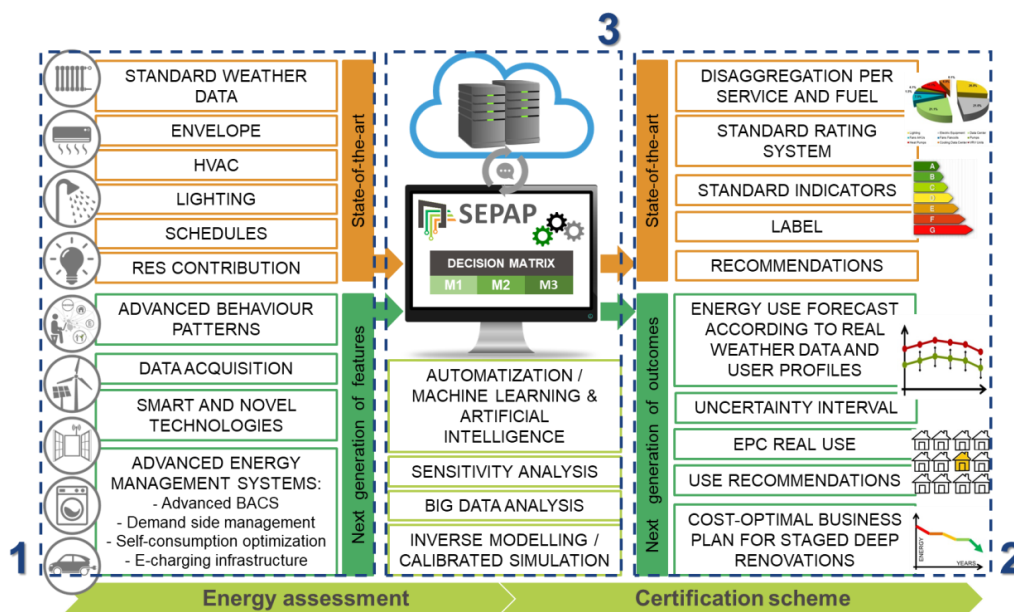 3
STANDARD WEATHER
DATA
ENVELOPE
HVAC
LIGHTING
SCHEDULES
RES CONTRIBUTION
State-of-the-art
ADVANCED BEHAVIOUR
PATTERNS
DATA ACQUISITION
SMART AND NOVEL
TECHNOLOGIES
ADVANCED ENERGY
MANAGEMENT SYSTEMS:
- Advanced BACS
- Demand side management
- Self-consumption optimization
- E-charging infrastructure
Next generation of features
1
SEPAP
DECISION MATRIX
M1 M2 M3
AUTOMATIZATION /
MACHINE LEARNING &
ARTIFICIAL
INTELLIGENCE
SENSITIVITY ANALYSIS
BIG DATA ANALYSIS
INVERSE MODELLING /
CALIBRATED SIMULATION
State-of-the-art
DISAGGREGATION PER
SERVICE AND FUEL
STANDARD RATING
SYSTEM
STANDARD INDICATORS
LABEL
RECOMMENDATIONS
A
B
C
D
E
F
G
Next generation of outcomes
ENERGY USE FORECAST
ACCORDING TO REAL
WEATHER DATA AND
USER PROFILES
UNCERTAINTY INTERVAL
EPC REAL USE
USE RECOMMENDATIONS
COST-OPTIMAL BUSINESS
PLAN FOR STAGED DEEP
RENOVATIONS
ENERGY
YEARS
2
Energy assessment
Certification scheme